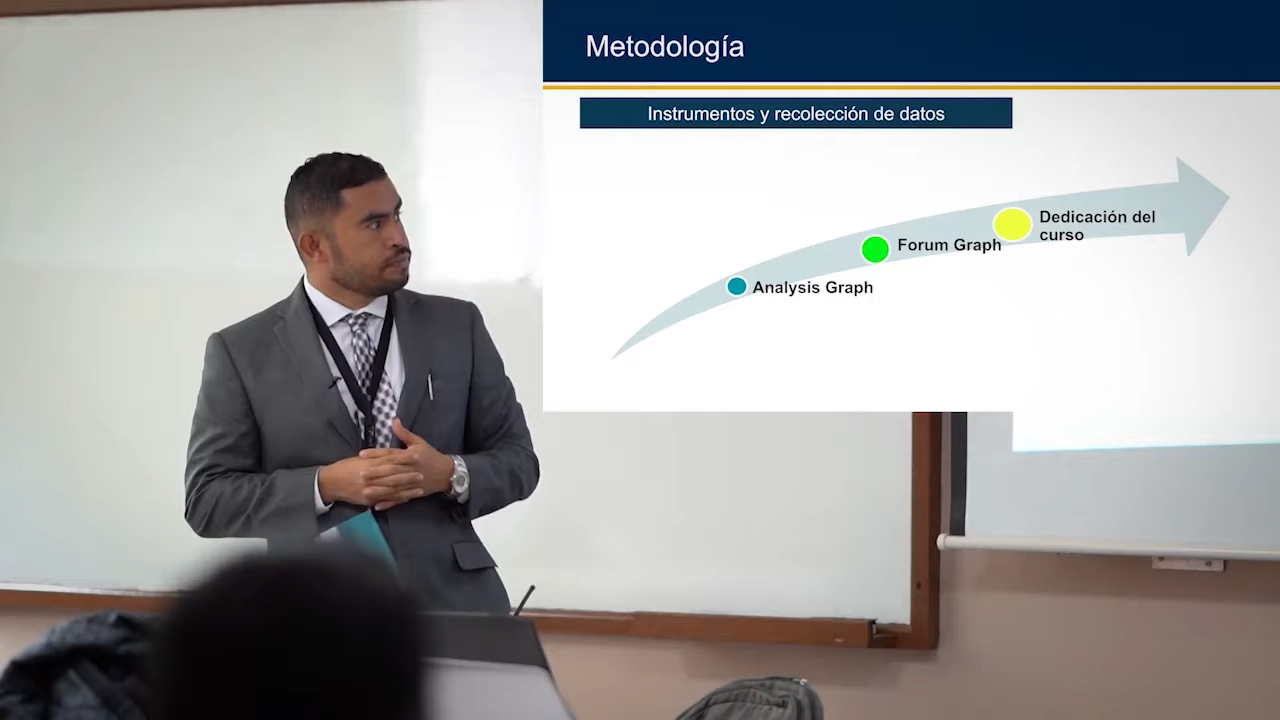 Metodología
Instrumentos y recolección de datos
Dedicación del
curso
Forum Graph
Analysis Graph